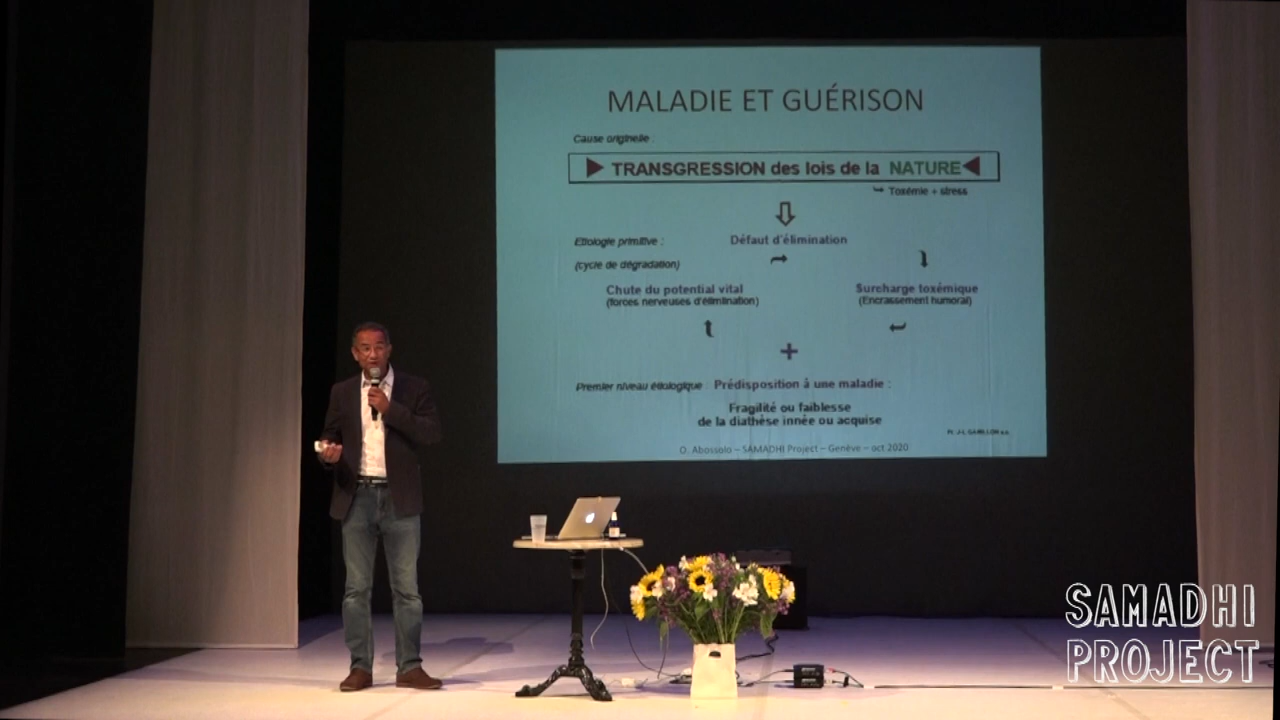 MALADIE ET GUÉRISON
Cause originelle :
TRANSGRESSION des lois de la NATURE
Toxémie + stress
Etiologie primitive : Défaut d'élimination
(cycle de dégradation)
Chute du potential vital Surcharge toxémique
(forces nerveuses d'élimination) (Encrassement humoral)
+
Premier niveau étiologique : Prédisposition à une maladie :
Fragilité ou faiblesse
de la diathèse innée ou acquise
O. Abossolo – SAMADHI Project – Genève – oct 2020
SAMADHI
PROJECT